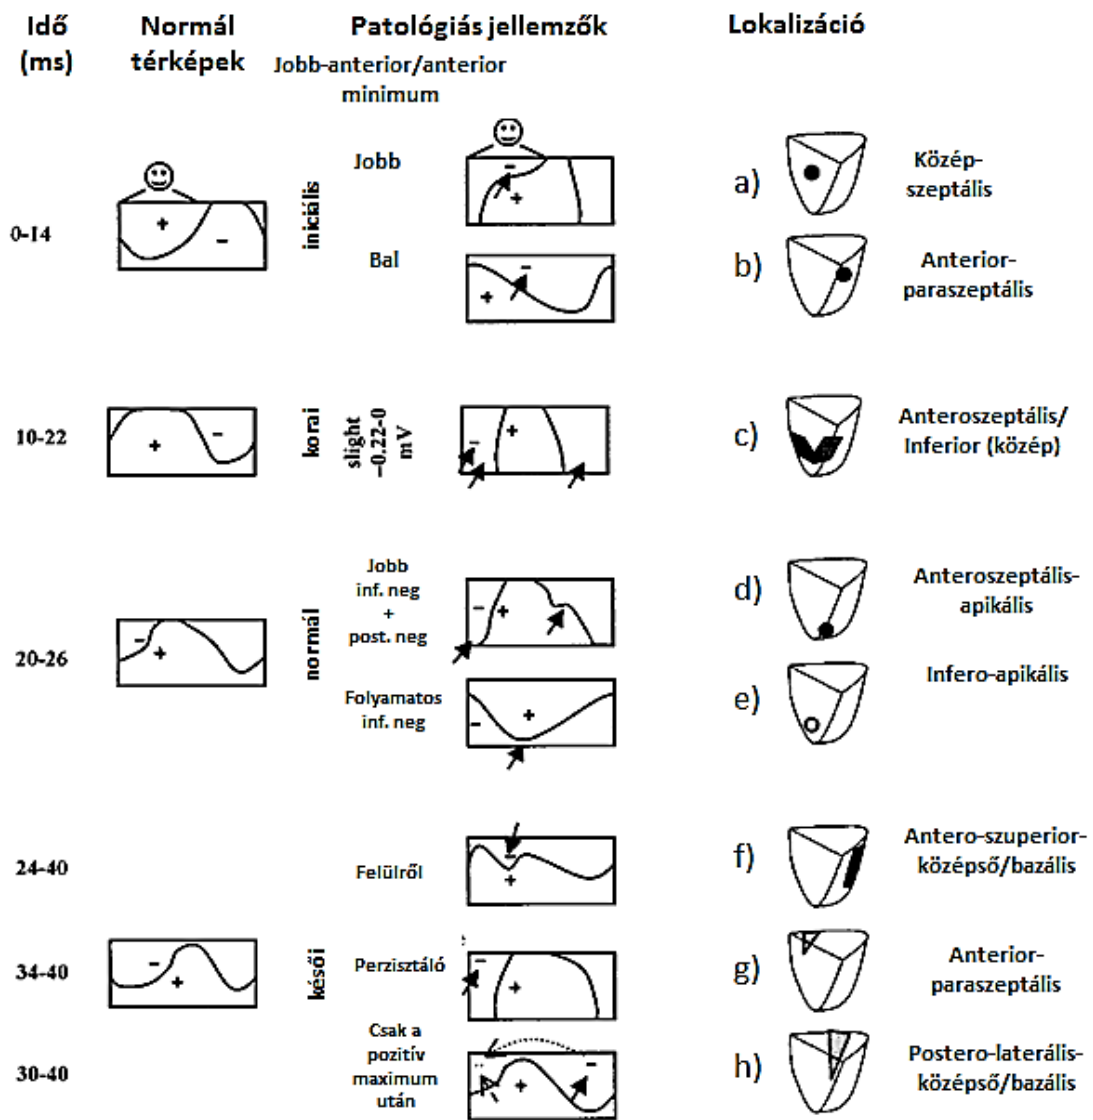 Idő
(ms)
Normál
térképek
Patológiás jellemzők
Lokalizáció
Jobb-anterior/anterior
minimum
0-14
+
-
iniciális
Jobb
-
+
a)
Közép-
szeptális
Bal
-
+
b)
Anterior-
paraszeptális
10-22
+
-
korai
slight
-0.22-0
mV
-
+
c)
Anteroszeptális/
Inferior (közép)
20-26
-
+
normál
Jobb
inf. neg
+
post. neg
-
+
d)
Anteroszeptális-
apikális
Folyamatos
inf. neg
-
+
e)
Infero-apikális
24-40
Felülről
-
+
f)
Antero-szuperior-
középső/bazális
34-40
-
+
késői
Perzisztáló
-
+
g)
Anterior-
paraszeptális
30-40
Csak a
pozitív
maximum
után
-
+
-
h)
Postero-laterális-
középső/bazális